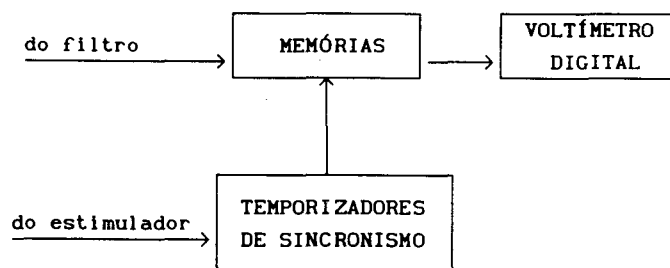 do filtro
MEMÓRIAS
VOLTÍMETRO
DIGITAL
do estimulador
TEMPORIZADORES
DE SINCRONISMO